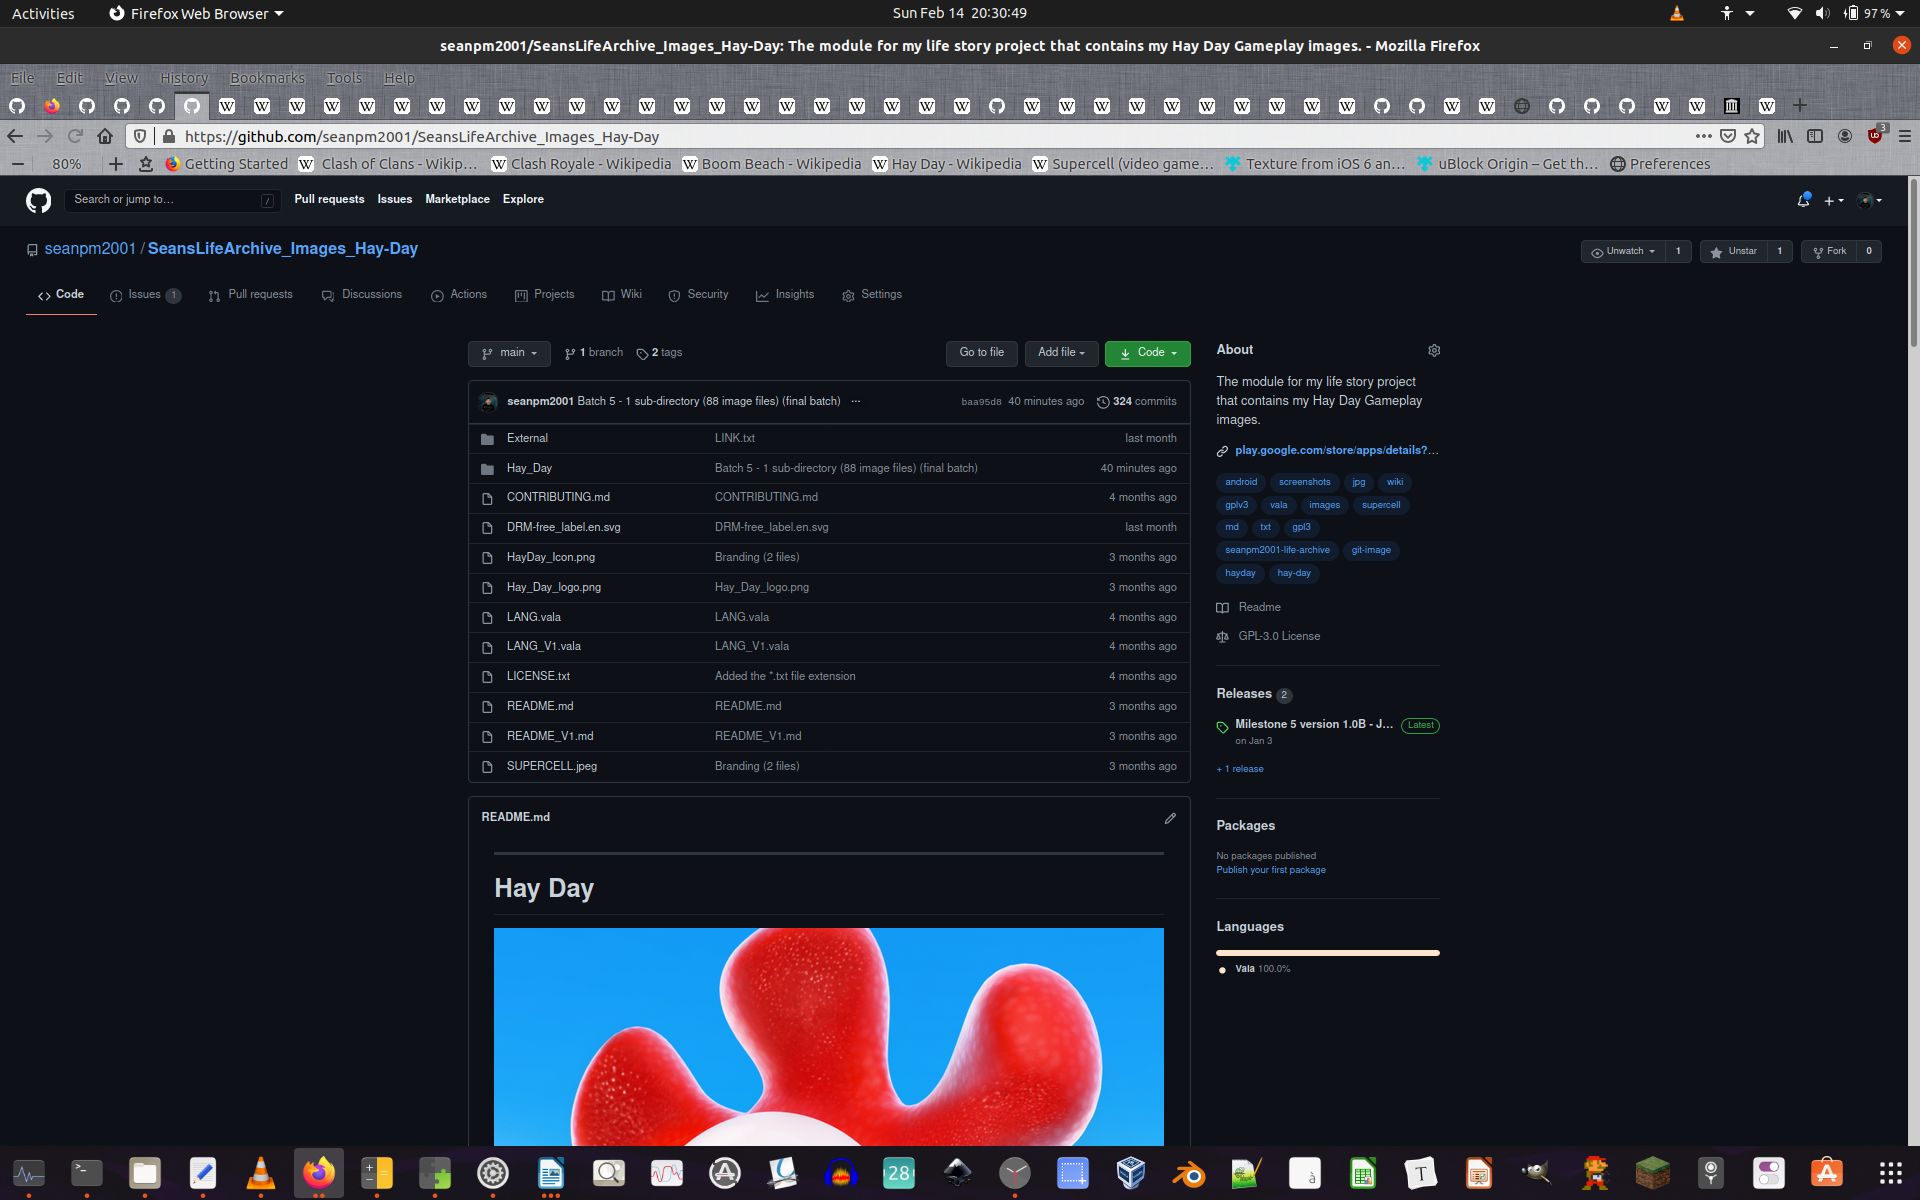 Activities Firefox Web Browser Sun Feb 14 20:30:49 97 %
seanpm2001/SeansLifeArchive_Images_Hay-Day: The module for my life story project that contains my Hay Day Gameplay images. - Mozilla Firefox
File Edit View History Bookmarks Tools Help
https://github.com/seanpm2001/SeansLifeArchive_Images_Hay-Day 3
80% Getting Started Clash of Clans - Wikip… Clash Royale - Wikipedia Boom Beach - Wikipedia Hay Day - Wikipedia Supercell (video game… Texture from iOS 6 an… uBlock Origin – Get th… Preferences
Search or jump to… / Pull requests Issues Marketplace Explore
seanpm2001 / SeansLifeArchive_Images_Hay-Day Unwatch 1 Unstar 1 Fork 0
Code Issues 1 Pull requests Discussions Actions Projects Wiki Security Insights Settings
main 1 branch 2 tags Go to file Add file Code
seanpm2001 Batch 5 - 1 sub-directory (88 image files) (final batch) ... baa95d8 40 minutes ago 324 commits
External LINK.txt last month
Hay_Day Batch 5 - 1 sub-directory (88 image files) (final batch) 40 minutes ago
CONTRIBUTING.md CONTRIBUTING.md 4 months ago
DRM-free_label.en.svg DRM-free_label.en.svg last month
HayDay_Icon.png Branding (2 files) 3 months ago
Hay_Day_logo.png Hay_Day_logo.png 3 months ago
LANG.vala LANG.vala 4 months ago
LANG_V1.vala LANG_V1.vala 4 months ago
LICENSE.txt Added the *.txt file extension 4 months ago
README.md README.md 3 months ago
README_V1.md README_V1.md 3 months ago
SUPERCELL.jpeg Branding (2 files) 3 months ago
README.md
Hay Day
About
The module for my life story project
that contains my Hay Day Gameplay
images.
play.google.com/store/apps/details?…
android screenshots jpg wiki
gplv3 vala images supercell
md txt gpl3
seanpm2001-life-archive git-image
hayday hay-day
Readme
GPL-3.0 License
Releases 2
Milestone 5 version 1.0B - J… Latest
on Jan 3
+ 1 release
Packages
No packages published
Publish your first package
Languages
Vala 100.0%
28